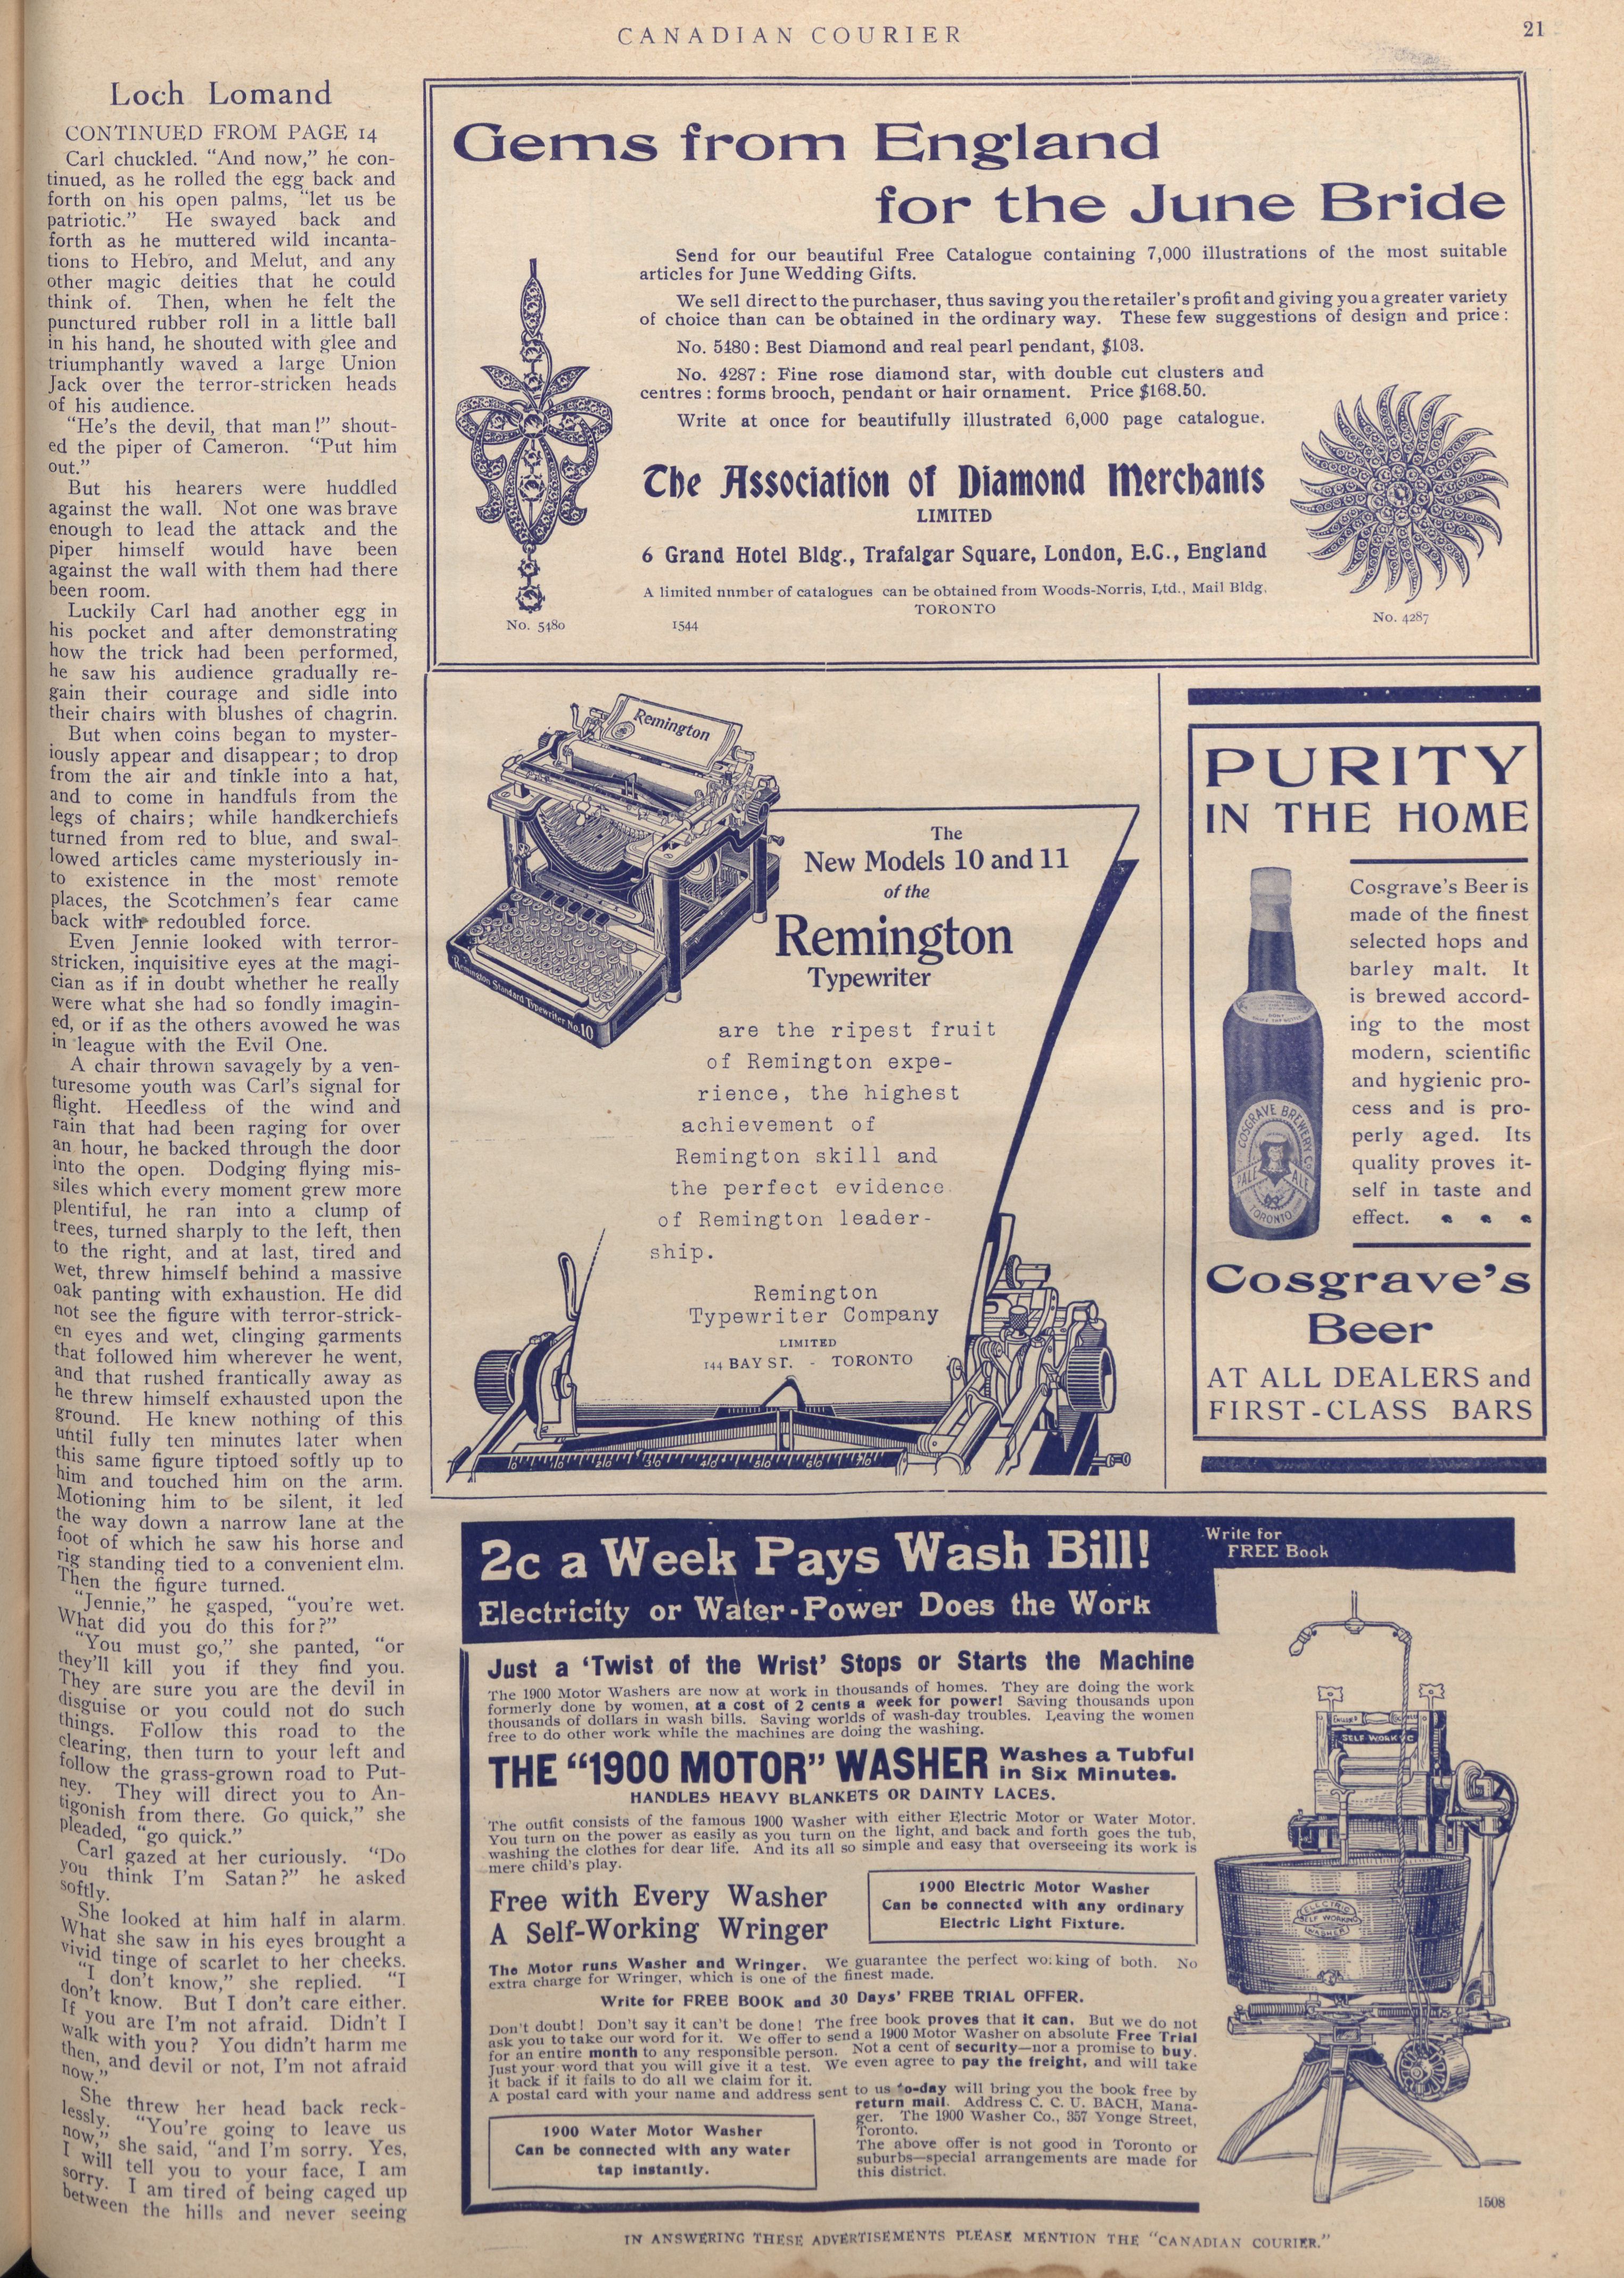 CANADIAN COURIER
21
Loch Lomand
CONTINUED FROM PAGE 14
Carl chuckled. “And now,” he con-
tinued, as he rolled the egg back and
forth on his open palms, “let us be
patriotic.” He swayed back and
forth as he muttered wild incanta-
tions to Hebro, and Melut, and any
other magic deities that he could
think of. Then, when he felt the
punctured rubber roll in a little ball
in his hand, he shouted with glee and
triumphantly waved a large Union
Jack over the terror-stricken heads
of his audience.
“He’s the devil, that man!” shout-
ed the piper of Cameron. “Put him
out.”
But his hearers were huddled
against the wall. Not one was brave
enough to lead the attack and the
piper himself would have been
against the wall with them had there
been room.
Luckily Carl had another egg in
his pocket and after demonstrating
how the trick had been performed,
he saw his audience gradually re-
gain their courage and sidle into
their chairs with blushes of chagrin.
But when coins began to myster-
iously appear and disappear; to drop
from the air and tinkle into a hat,
and to come in handfuls from the
legs of chairs; while handkerchiefs
turned from red to blue, and swal-
lowed articles came mysteriously in-
to existence in the most remote
places, the Scotchmen’s fear came
back with redoubled force.
Even Jennie looked with terror-
stricken, inquisitive eyes at the magi-
cian as if in doubt whether he really
were what she had so fondly imagin-
ed, or if as the others avowed he was
in league with the Evil One.
A chair thrown savagely by a ven-
turesome youth was Carl’s signal for
flight. Heedless of the wind and
rain that had been raging for over
an hour, he backed through the door
into the open. Dodging flying mis-
siles which every moment grew more
plentiful, he ran into a clump of
trees, turned sharply to the left, then
to the right, and at last, tired and
wet, threw himself behind a massive
oak panting with exhaustion. He did
not see the figure with terror-strick-
en eyes and wet, clinging garments
that followed him wherever he went,
and that rushed frantically away as
he threw himself exhausted upon the
ground. He knew nothing of this
until fully ten minutes later when
this same figure tiptoed softly up to
him and touched him on the arm.
Motioning him to be silent, it led
the way down a narrow lane at the
foot of which he saw his horse and
rig standing tied to a convenient elm.
Then the figure turned.
“Jennie,” he gasped, “you’re wet.
What did you do this for?”
“You must go,” she panted, “or
they’ll kill you if they find you.
They are sure you are the devil in
disguise or you could not do such
things. Follow this road to the
clearing, then turn to your left and
follow the grass-grown road to Put-
ney. They will direct you to An-
tigonish from there. Go quick,” she
pleaded, “go quick.”
Carl gazed at her curiously. “Do
you think I’m Satan?” he asked
softly.
She looked at him half in alarm.
What she saw in his eyes brought a
vivid tinge of scarlet to her cheeks.
“I don’t know,” she replied. “I
don’t know. But I don’t care either.
If you are I’m not afraid. Didn’t I
walk with you? You didn’t harm me
then, and devil or not, I’m not afraid
now.”
She threw her head back reck-
lessly. “You’re going to leave us
now,” she said, “and I’m sorry. Yes,
I will tell you to your face, I am
sorry. I am tired of being caged up
between the hills and never seeing
Gems from England
for the June Bride
Send for our beautiful Free Catalogue containing 7,000 illustrations of the most suitable
articles for June Wedding Gifts.
We sell direct to the purchaser, thus saving you the retailer’s profit and giving you a greater variety
of choice than can be obtained in the ordinary way. These few suggestions of design and price:
No. 5480: Best Diamond and real pearl pendant, $103.
No. 4287: Fine rose diamond star, with double cut clusters and
centres: forms brooch, pendant or hair ornament. Price $168.50.
Write at once for beautifully illustrated 6,000 page catalogue.
The Association of Diamond Merchants
LIMITED
6 Grand Hotel Bldg., Trafalgar Square, London, E.C., England
A limited nnmber of catalogues can be obtained from Woods-Norris, Ltd., Mail Bldg.
TORONTO
No. 5480
1544
No. 4287
Remington
Remington Standard Typewriter No. 10
The
New Models 10 and 11
of the
Remington
Typewriter
are the ripest fruit
of Remington expe-
rience, the highest
achievement of
Remington skill and
the perfect evidence
of Remington leader-
ship.
Remington
Typewriter Company
LIMITED
144 BAY ST. - TORONTO
PURITY
IN THE HOME
Cosgrave’s Beer is
made of the finest
selected hops and
barley malt. It
is brewed accord-
ing to the most
modern, scientific
and hygienic pro-
cess and is pro-
perly aged. Its
quality proves it-
self in taste and
effect.
COSGRAVE BREWERY Co
PALE ALE
TORONTO
Cosgrave’s
Beer
AT ALL DEALERS and
FIRST-CLASS BARS
2c a Week Pays Wash Bill!
Write for
FREE Book
Electricity or Water-Power Does the Work
Just a ‘Twist of the Wrist’ Stops or Starts the Machine
The 1900 Motor Washers are now at work in thousands of homes. They are doing the work
formerly done by women, at a cost of 2 cents a week for power! Saving thousands upon
thousands of dollars in wash bills. Saving worlds of wash-day troubles. Leaving the women
free to do other work while the machines are doing the washing.
THE “1900 MOTOR” WASHER Washes a Tubful
in Six Minutes.
HANDLES HEAVY BLANKETS OR DAINTY LACES.
The outfit consists of the famous 1900 Washer with either Electric Motor or Water Motor.
You turn on the power as easily as you turn on the light, and back and forth goes the tub,
washing the clothes for dear life. And its all so simple and easy that overseeing its work is
mere child’s play.
Free with Every Washer
A Self-Working Wringer
1900 Electric Motor Washer
Can be connected with any ordinary
Electric Light Fixture.
The Motor runs Washer and Wringer. We guarantee the perfect working of both. No
extra charge for Wringer, which is one of the finest made.
Write for FREE BOOK and 30 Days’ FREE TRIAL OFFER.
Don’t doubt! Don’t say it can’t be done! The free book proves that it can. But we do not
ask you to take our word for it. We offer to send a 1900 Motor Washer on absolute Free Trial
for an entire month to any responsible person. Not a cent of security—nor a promise to buy.
Just your word that you will give it a test. We even agree to pay the freight, and will take
it back if it fails to do all we claim for it.
A postal card with your name and address sent to us to-day will bring you the book free by
return mail. Address C. C. U. BACH, Mana-
ger. The 1900 Washer Co., 357 Yonge Street,
Toronto.
The above offer is not good in Toronto or
suburbs—special arrangements are made for
this district.
1900 Water Motor Washer
Can be connected with any water
tap instantly.
SELF WORK
ELECTRIC
SELF WORKING
WASHER
1508
IN ANSWERING THESE ADVERTISEMENTS PLEASE MENTION THE “CANADIAN COURIER.”